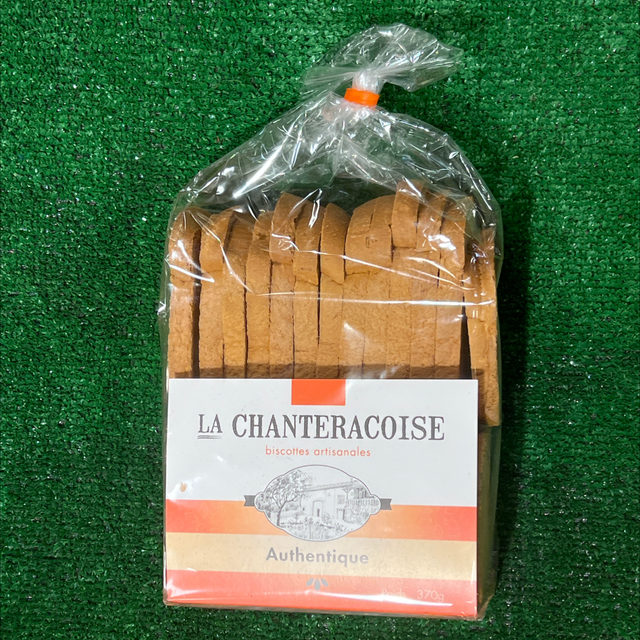 LA CHANTERACOISE
biscottes artisanales
Authentique
370g